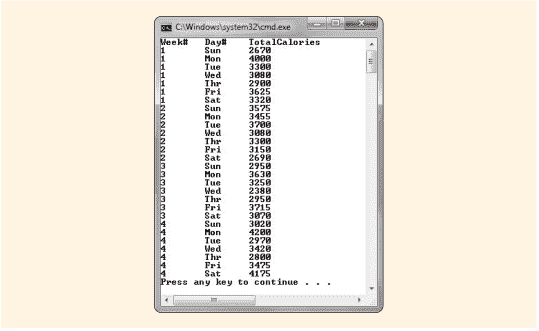 C:\Windows\system32\cmd.exe
Week# Day# TotalCalories
1 Sun 2670
1 Mon 4000
1 Tue 3300
1 Wed 3080
1 Thr 2900
1 Fri 3625
1 Sat 3320
2 Sun 3575
2 Mon 3455
2 Tue 3700
2 Wed 3080
2 Thr 3300
2 Fri 3150
2 Sat 2690
3 Sun 2950
3 Mon 3630
3 Tue 3250
3 Wed 2380
3 Thr 2950
3 Fri 3715
3 Sat 3070
4 Sun 3020
4 Mon 4200
4 Tue 2970
4 Wed 3420
4 Thr 2800
4 Fri 3475
4 Sat 4175
Press any key to continue . . .